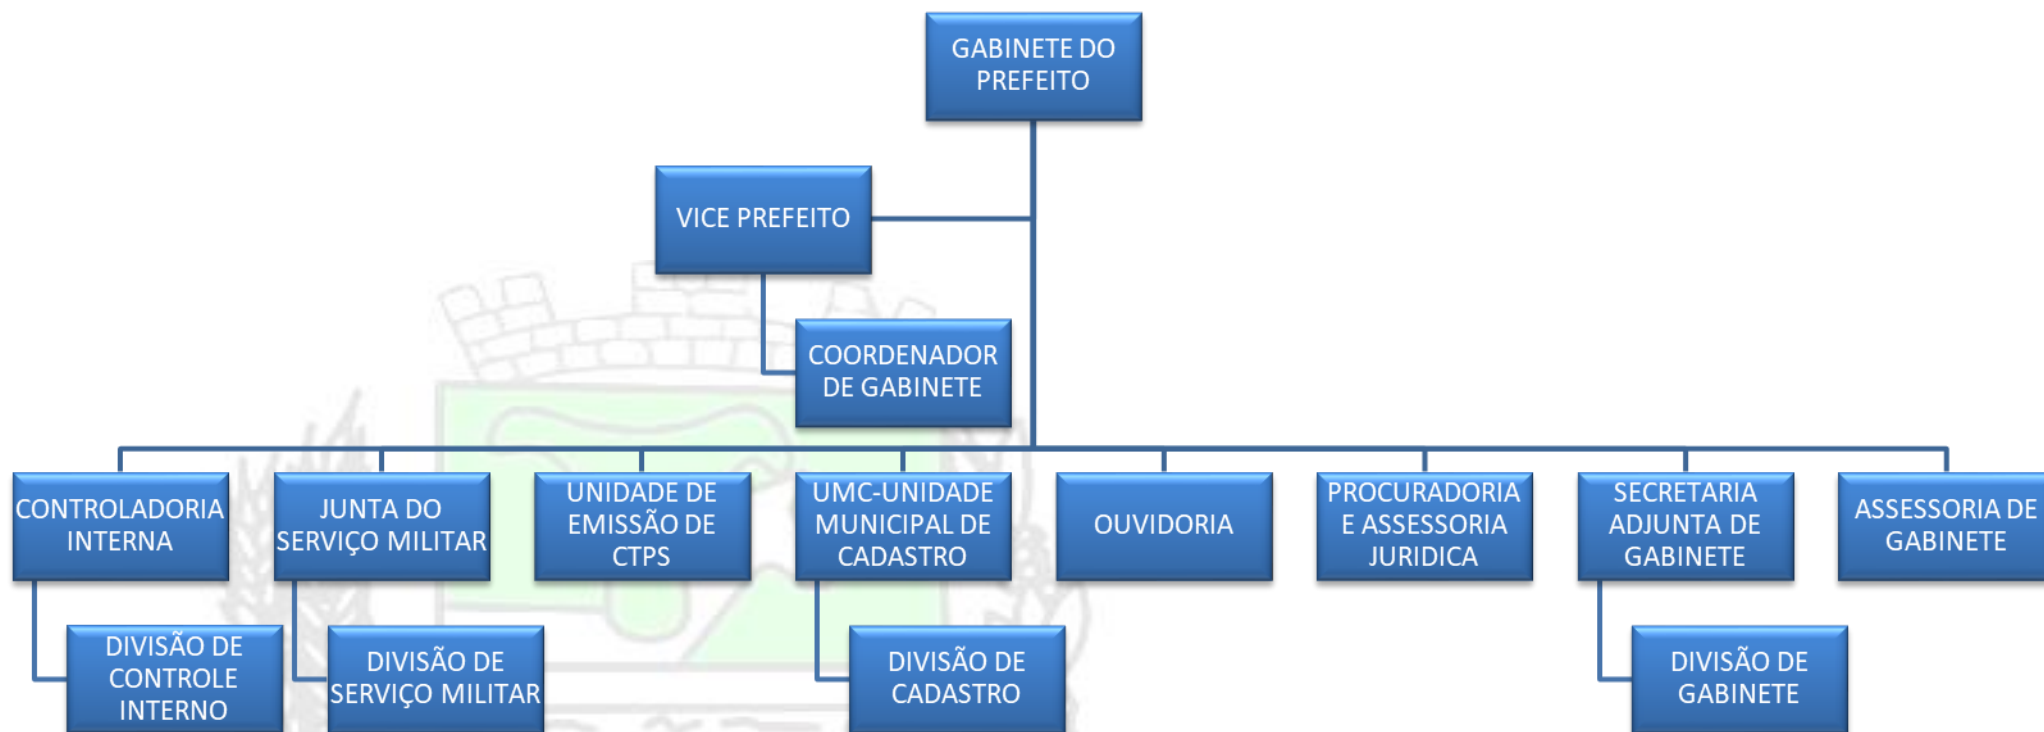 GABINETE DO
PREFEITO
VICE PREFEITO
COORDENADOR
DE GABINETE
CONTROLADORIA
INTERNA
JUNTA DO
SERVIÇO MILITAR
UNIDADE DE
EMISSÃO DE
CTPS
UMC-UNIDADE
MUNICIPAL DE
CADASTRO
OUVIDORIA
PROCURADORIA
E ASSESSORIA
JURIDICA
SECRETARIA
ADJUNTA DE
GABINETE
ASSESSORIA DE
GABINETE
DIVISÃO DE
CONTROLE
INTERNO
DIVISÃO DE
SERVIÇO MILITAR
DIVISÃO DE
CADASTRO
DIVISÃO DE
GABINETE